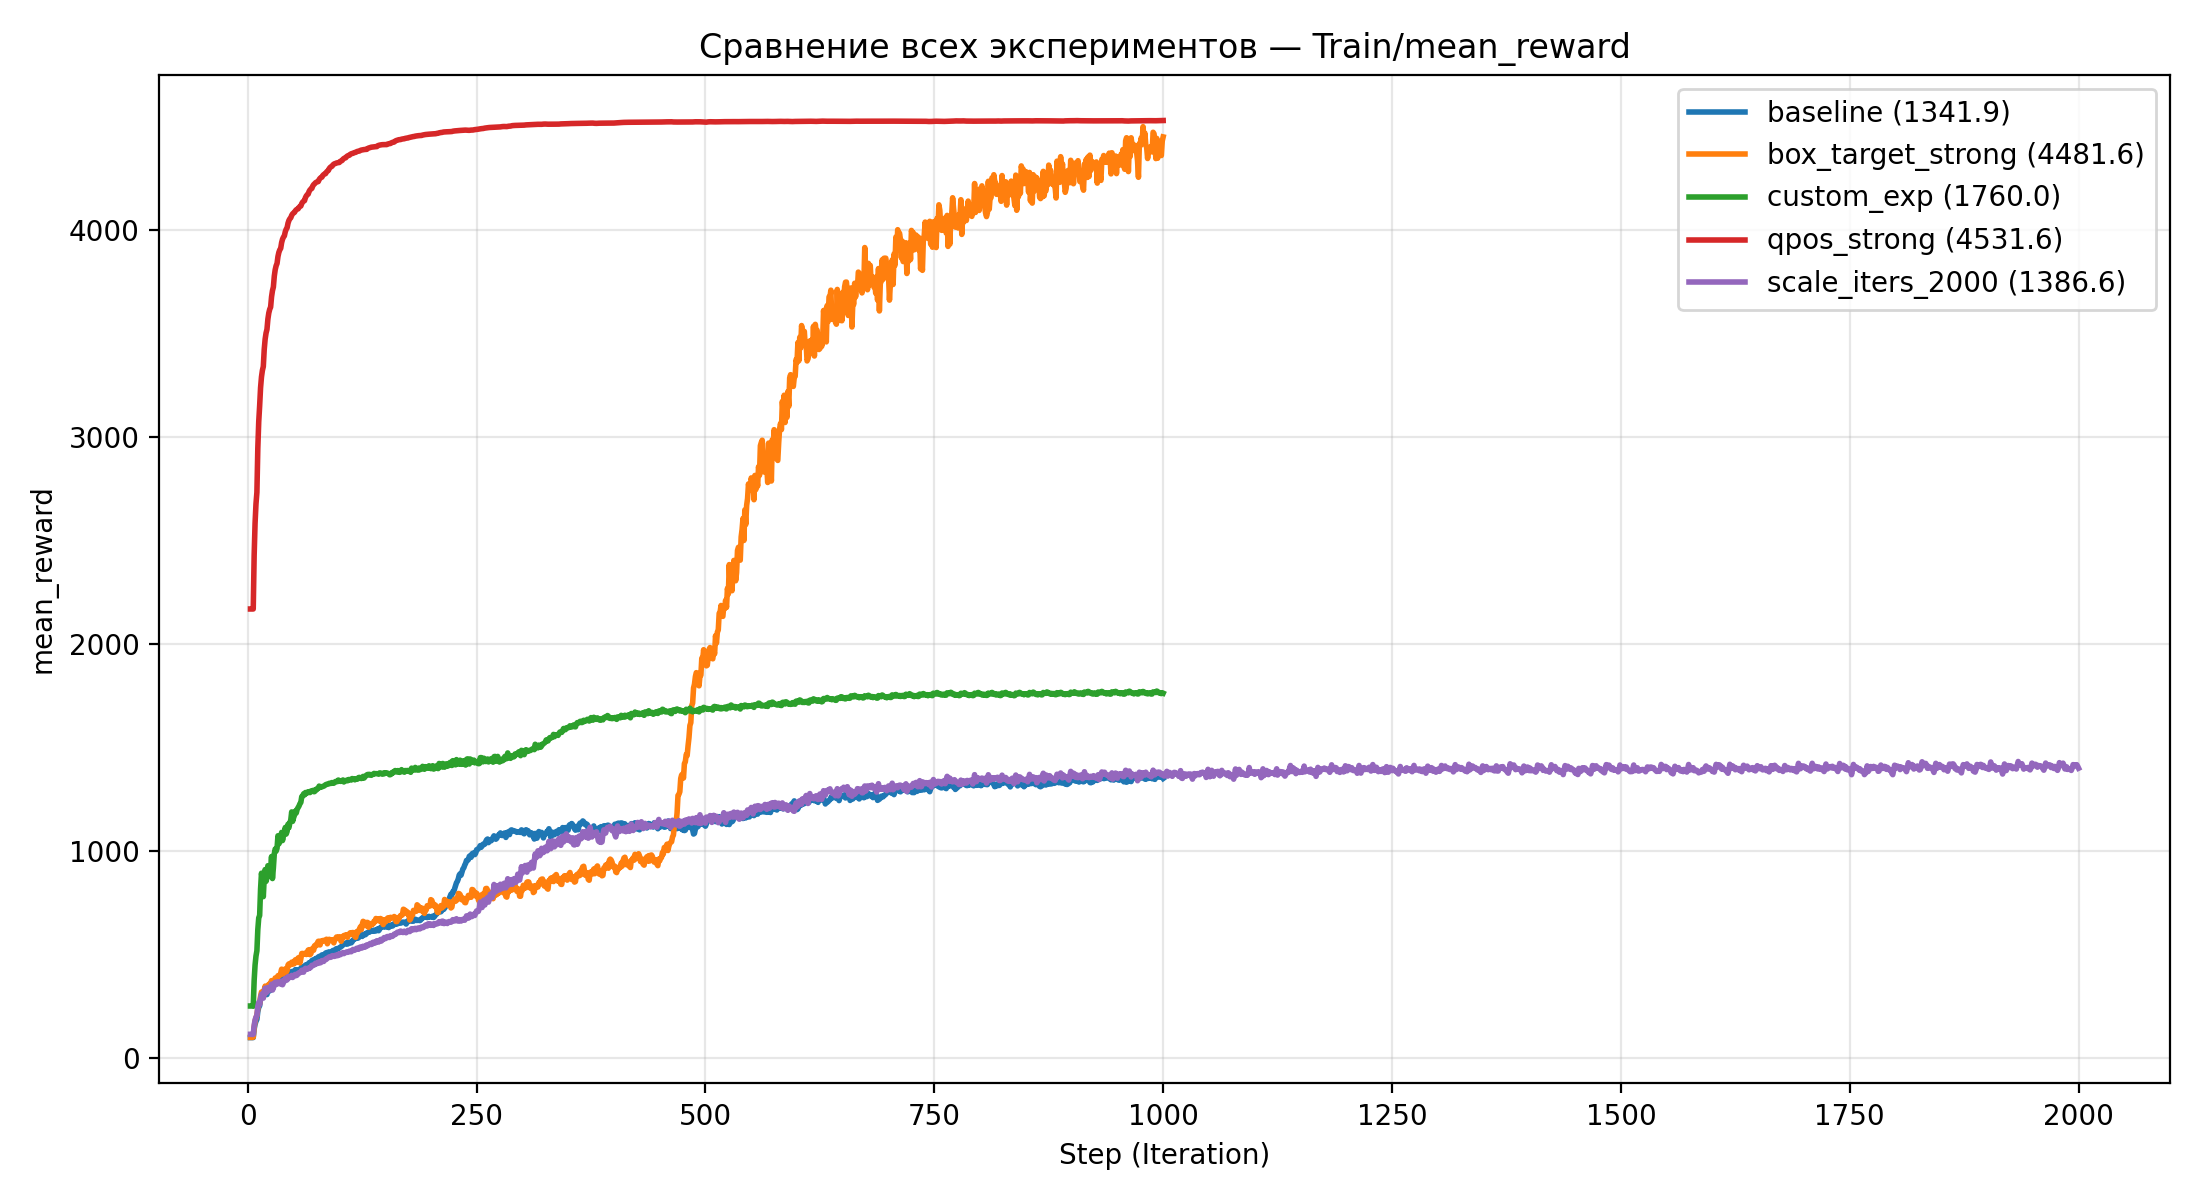 Сравнение всех экспериментов — Train/mean_reward
baseline (1341.9)
box_target_strong (4481.6)
custom_exp (1760.0)
qpos_strong (4531.6)
scale_iters_2000 (1386.6)
mean_reward
4000
3000
2000
1000
0
0 250 500 750 1000 1250 1500 1750 2000
Step (Iteration)